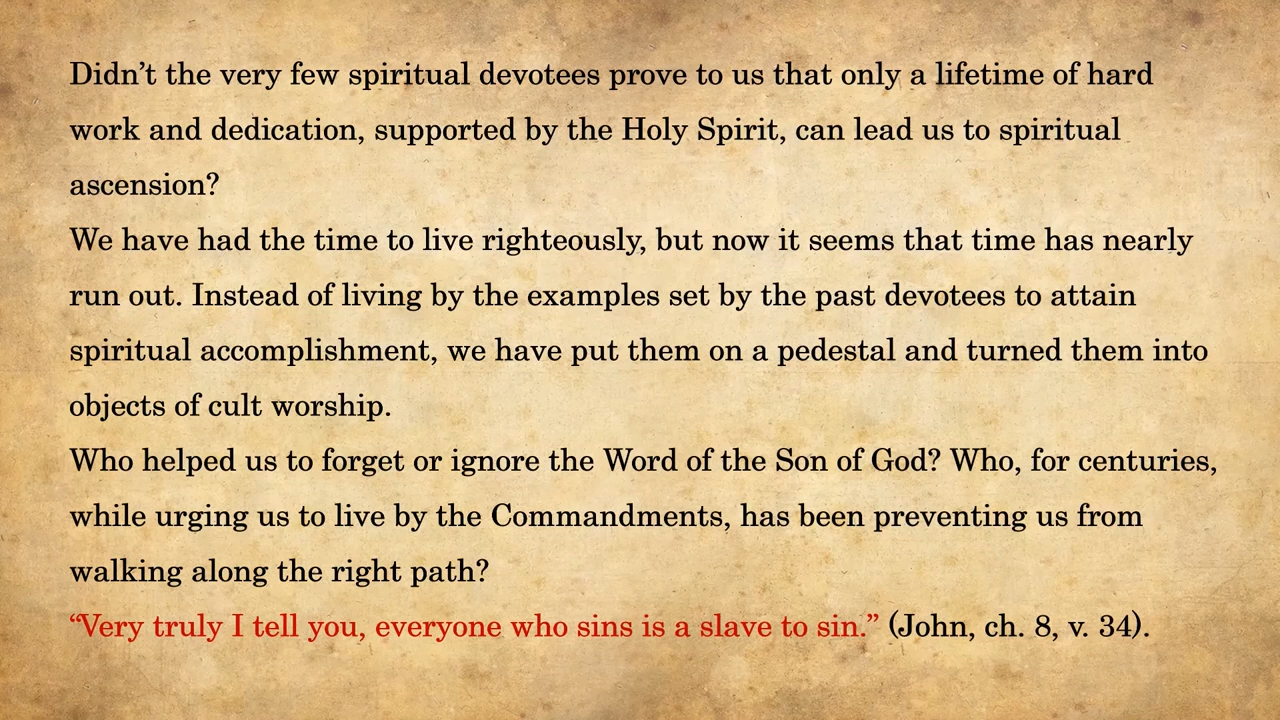 Didn’t the very few spiritual devotees prove to us that only a lifetime of hard
work and dedication, supported by the Holy Spirit, can lead us to spiritual
ascension?
We have had the time to live righteously, but now it seems that time has nearly
run out. Instead of living by the examples set by the past devotees to attain
spiritual accomplishment, we have put them on a pedestal and turned them into
objects of cult worship.
Who helped us to forget or ignore the Word of the Son of God? Who, for centuries,
while urging us to live by the Commandments, has been preventing us from
walking along the right path?
“Very truly I tell you, everyone who sins is a slave to sin.” (John, ch. 8, v. 34).